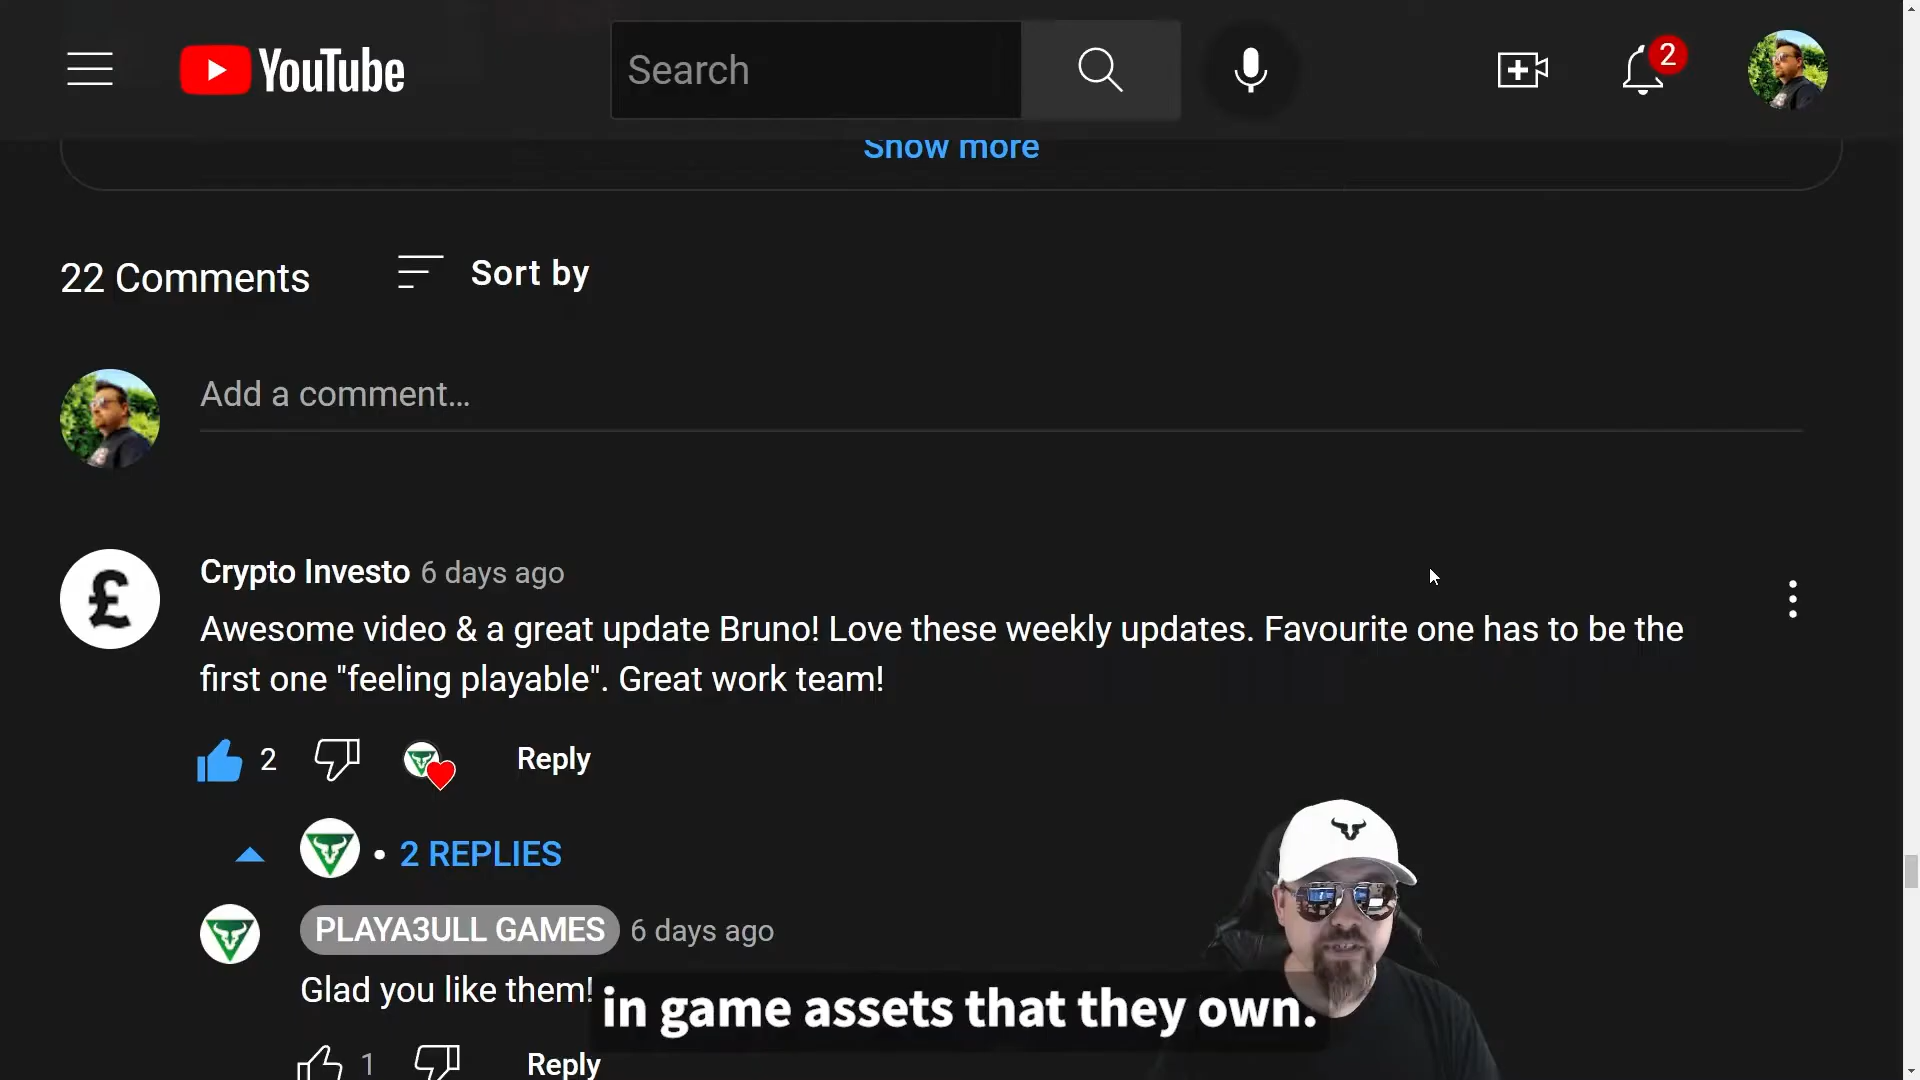 YouTube
Search
2
Show more
22 Comments
Sort by
Add a comment...
£
Crypto Investo 6 days ago
Awesome video & a great update Bruno! Love these weekly updates. Favourite one has to be the
first one "feeling playable". Great work team!
2
Reply
• 2 REPLIES
PLAYA3ULL GAMES 6 days ago
Glad you like them!
in game assets that they own.
1
Reply